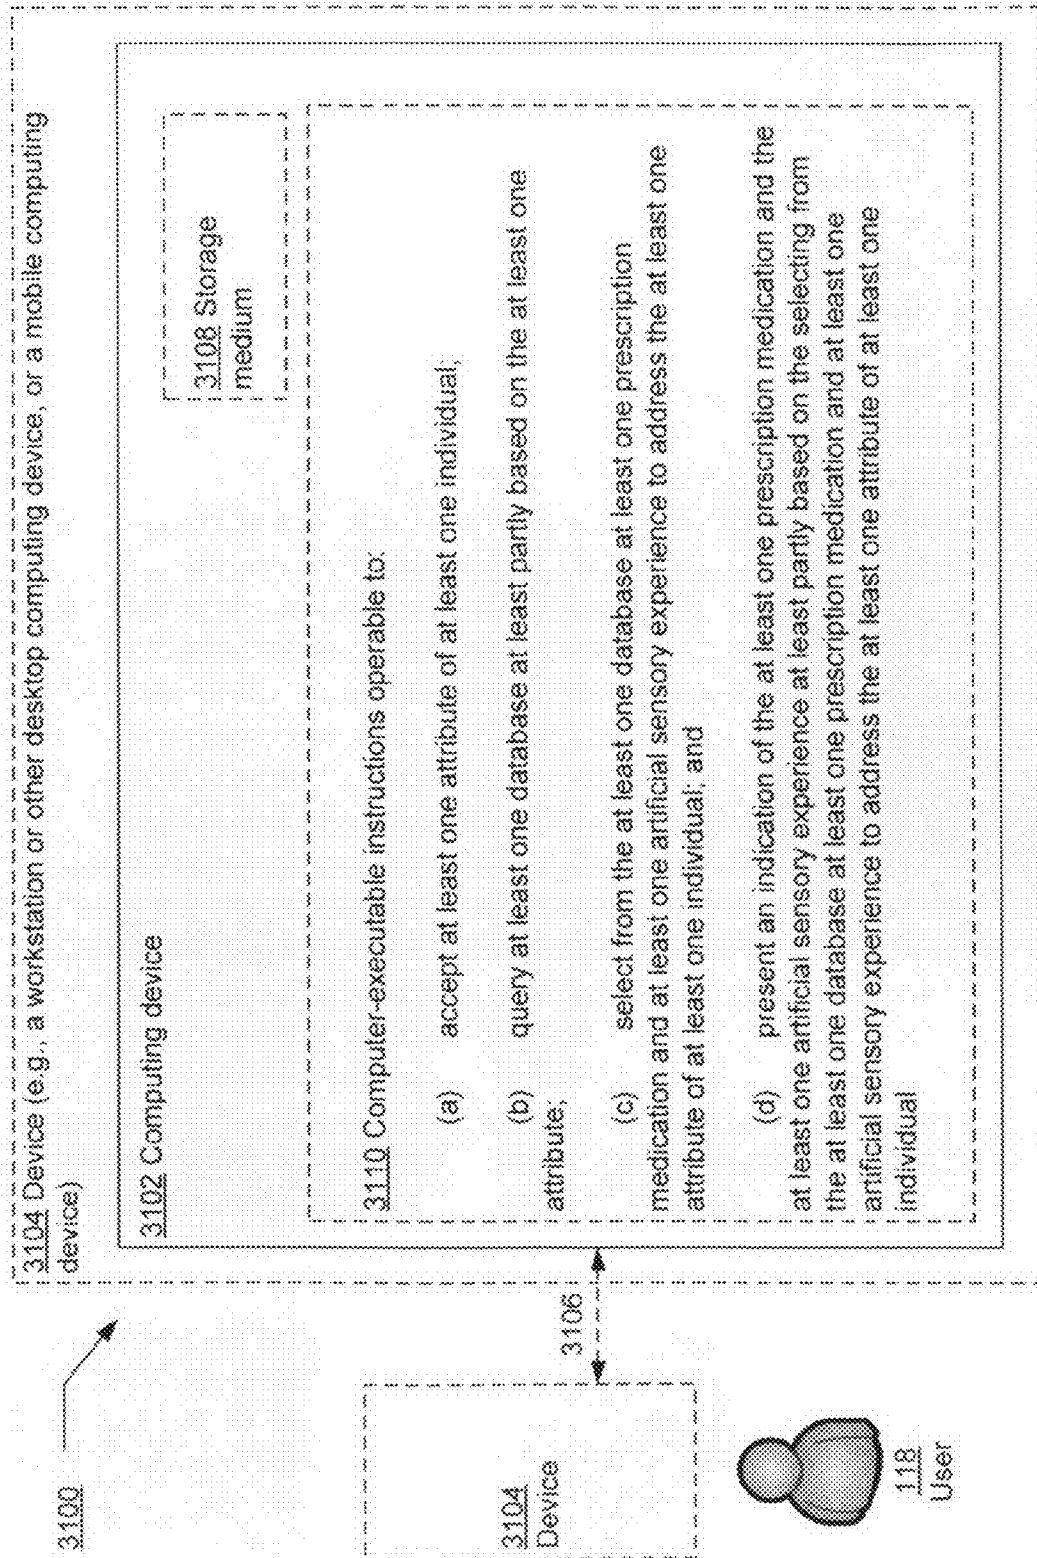 3100
3104 Device (e.g., a workstation or other desktop computing device, or a mobile computing
device)
3102 Computing device
3108 Storage
medium
3110 Computer-executable instructions operable to:
(a) accept at least one attribute of at least one individual;
(b) query at least one database at least partly based on the at least one
attribute;
(c) select from the at least one database at least one prescription
medication and at least one artificial sensory experience to address the at least one
attribute of at least one individual; and
(d) present an indication of the at least one prescription medication and the
at least one artificial sensory experience at least partly based on the selecting from
the at least one database at least one prescription medication and at least one
artificial sensory experience to address the at least one attribute of at least one
individual
3106
3104
Device
118
User